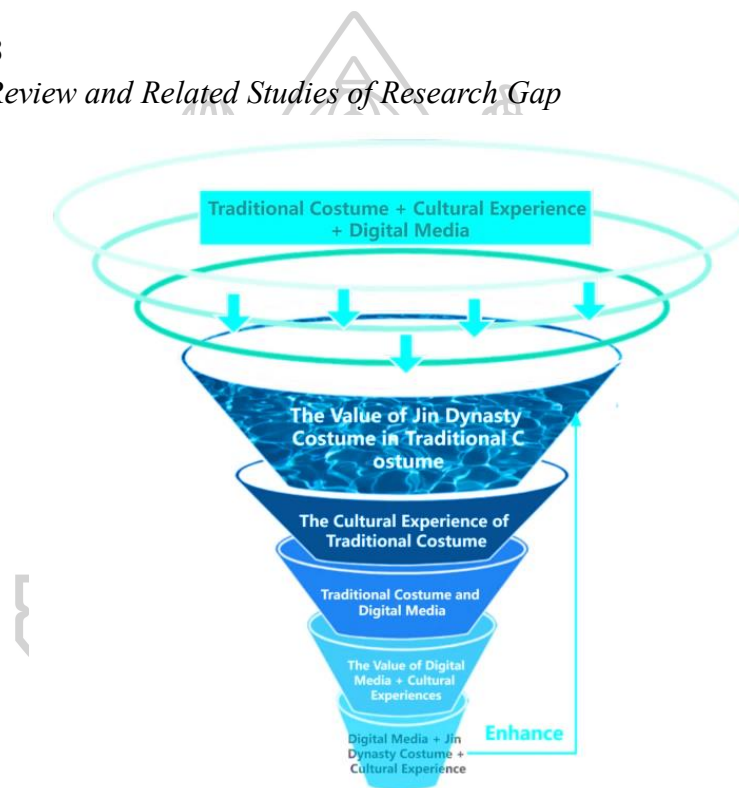 Review and Related Studies of Research Gap
Traditional Costume + Cultural Experience
+ Digital Media
The Value of Jin Dynasty
Costume in Traditional C
ostume
The Cultural Experience of
Traditional Costume
Traditional Costume and
Digital Media
The Value of Digital
Media + Cultural
Experiences
Digital Media + Jin
Dynasty Costume +
Cultural Experience
Enhance